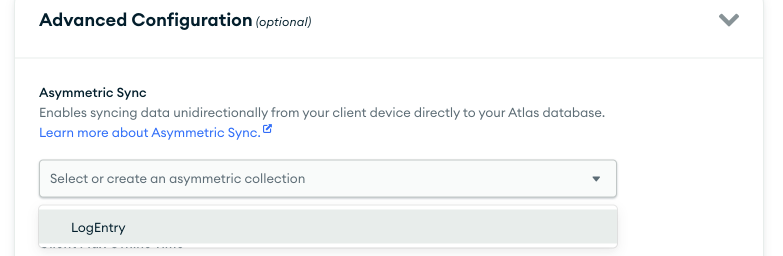 Advanced Configuration (optional)
Asymmetric Sync
Enables syncing data unidirectionally from your client device directly to your Atlas database.
Learn more about Asymmetric Sync.
Select or create an asymmetric collection
LogEntry